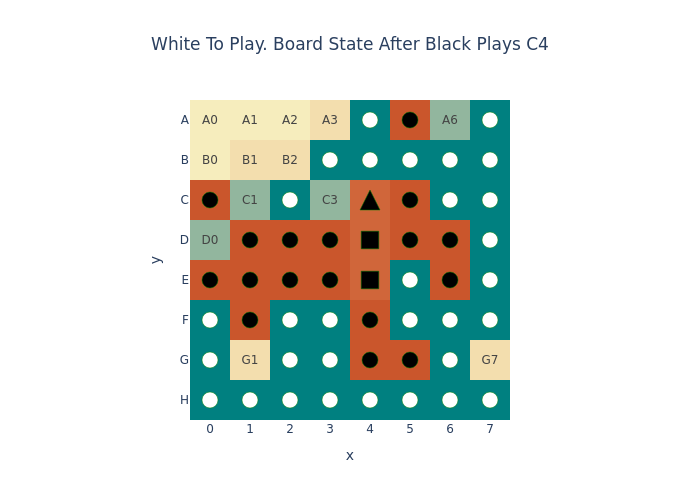 White To Play. Board State After Black Plays C4
A A0 A1 A2 A3 A6
B B0 B1 B2
C C1 C3
D D0
E
F
G G1 G7
H
0 1 2 3 4 5 6 7
x
y